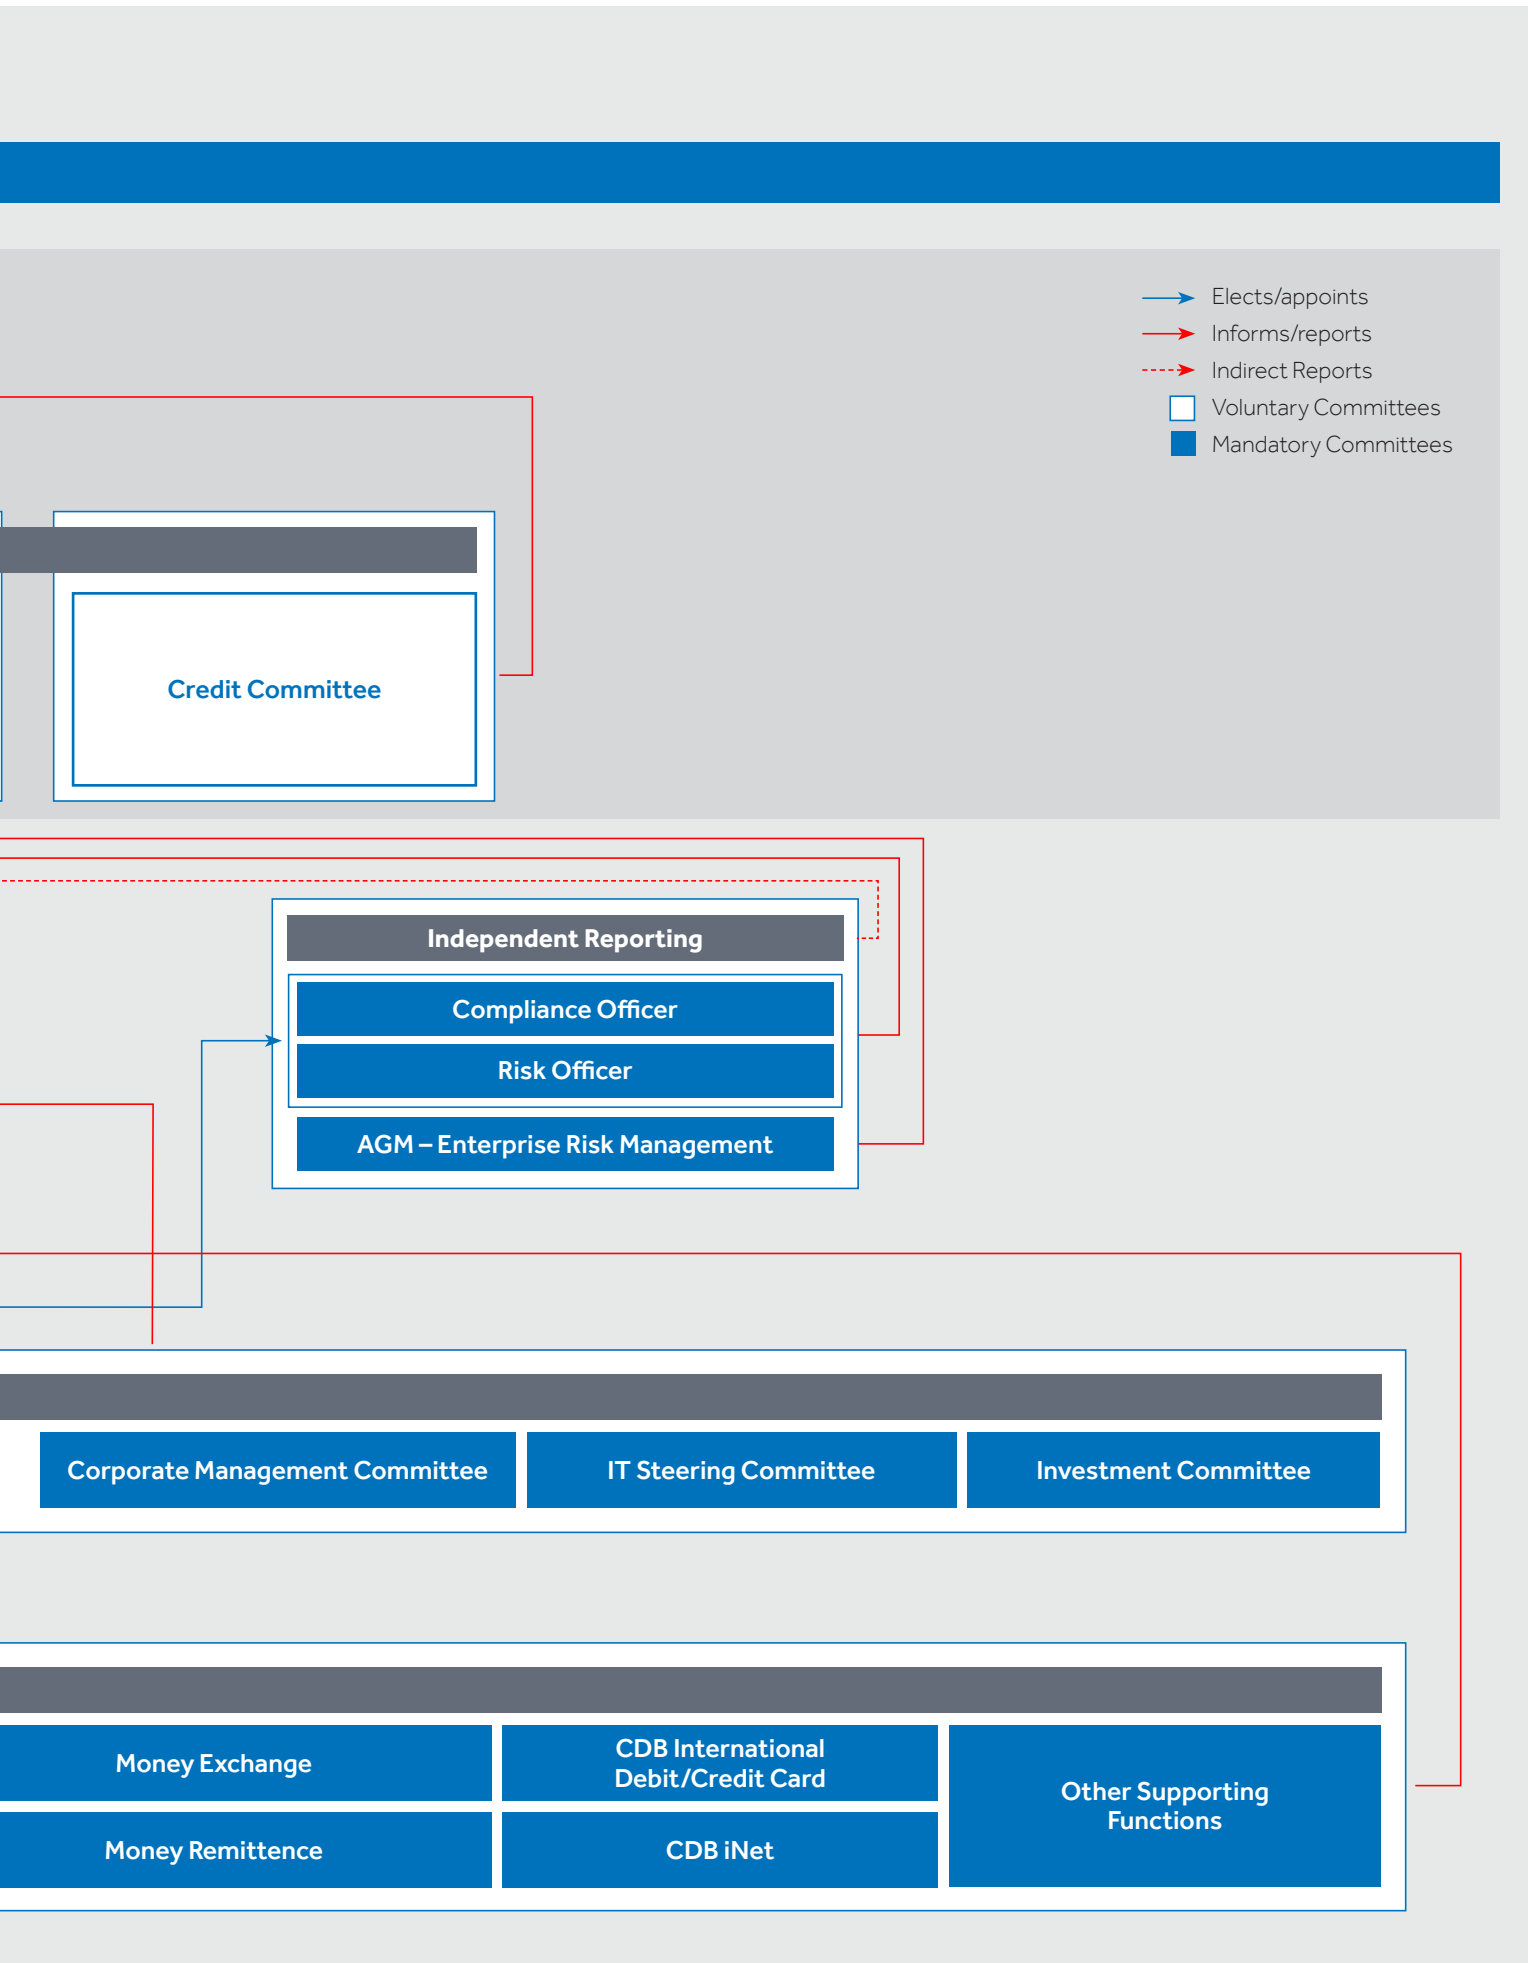 Elects/appoints
Informs/reports
Indirect Reports
Voluntary Committees
Mandatory Committees
Credit Committee
Independent Reporting
Compliance Officer
Risk Officer
AGM – Enterprise Risk Management
Corporate Management Committee
IT Steering Committee
Investment Committee
Money Exchange
CDB International
Debit/Credit Card
Other Supporting
Functions
Money Remittence
CDB iNet